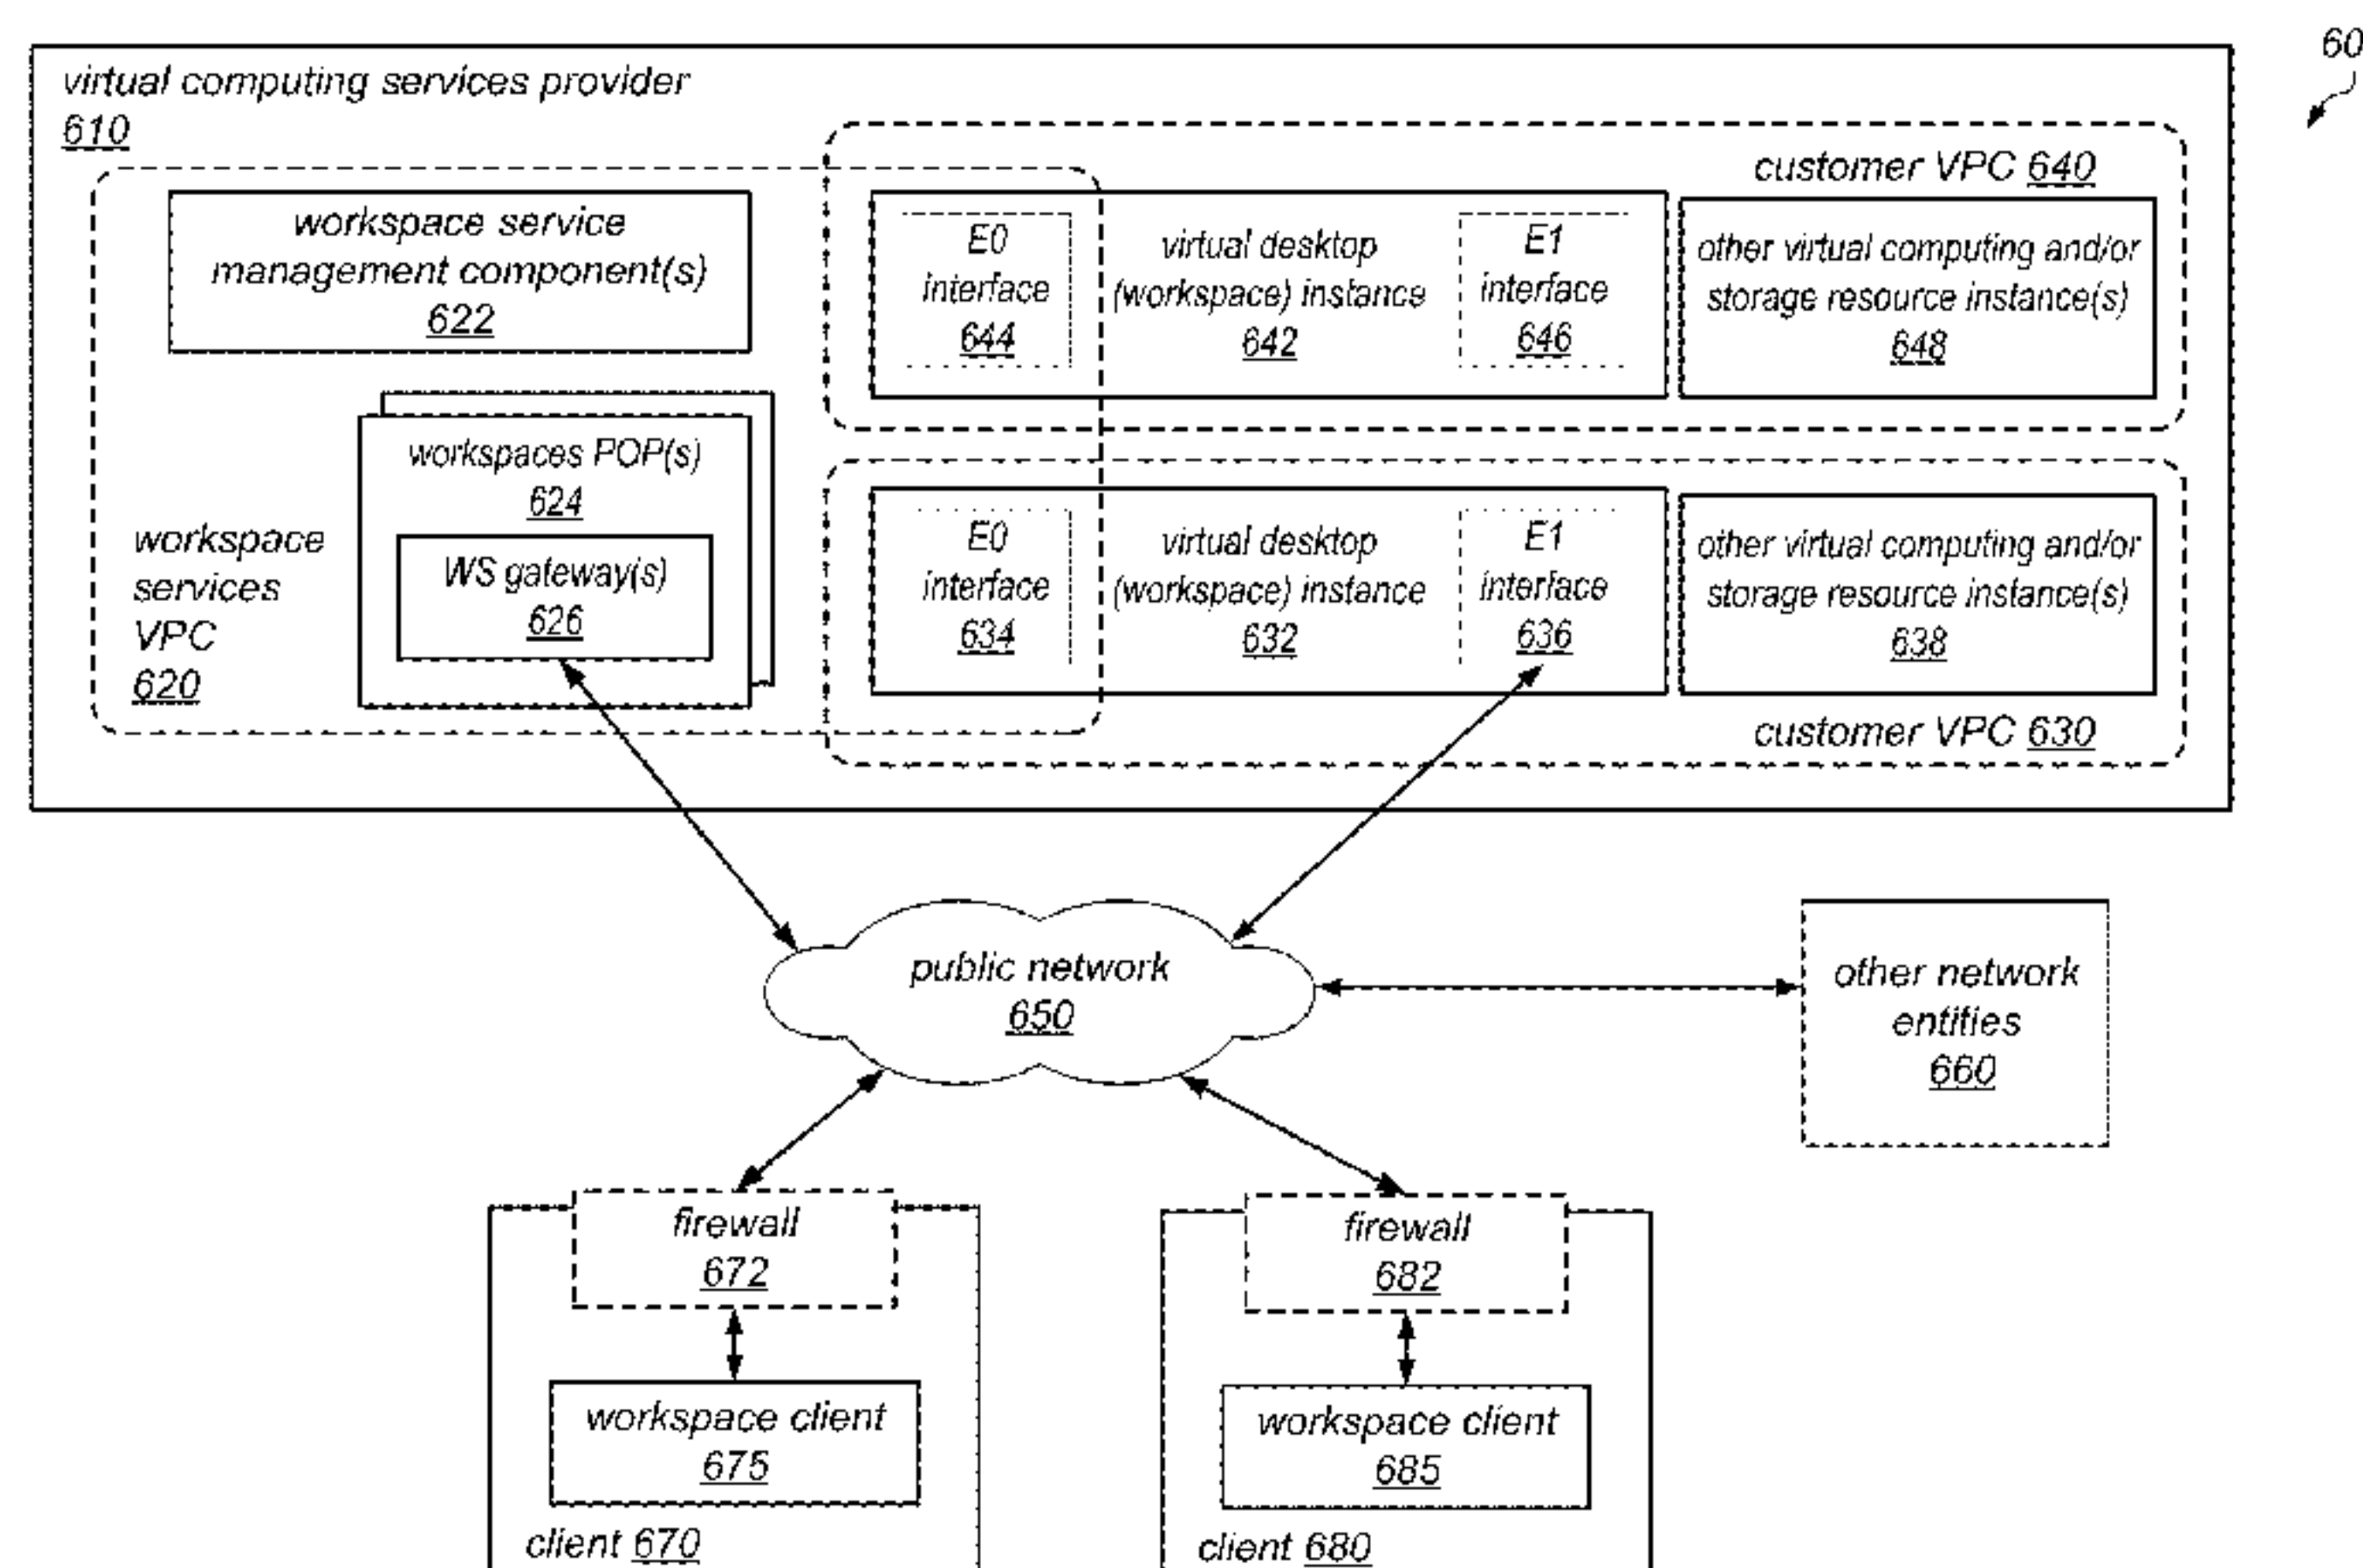 60
virtual computing services provider
610
customer VPC 640
workspace service
management component(s)
622
E0
interface
644
virtual desktop
(workspace) instance
642
E1
interface
646
other virtual computing and/or
storage resource instance(s)
648
workspaces POP(s)
624
WS gateway(s)
626
workspace
services
VPC
620
E0
interface
634
virtual desktop
(workspace) instance
632
E1
interface
636
other virtual computing and/or
storage resource instance(s)
638
customer VPC 630
public network
650
other network
entities
660
firewall
672
workspace client
675
client 670
firewall
682
workspace client
685
client 680